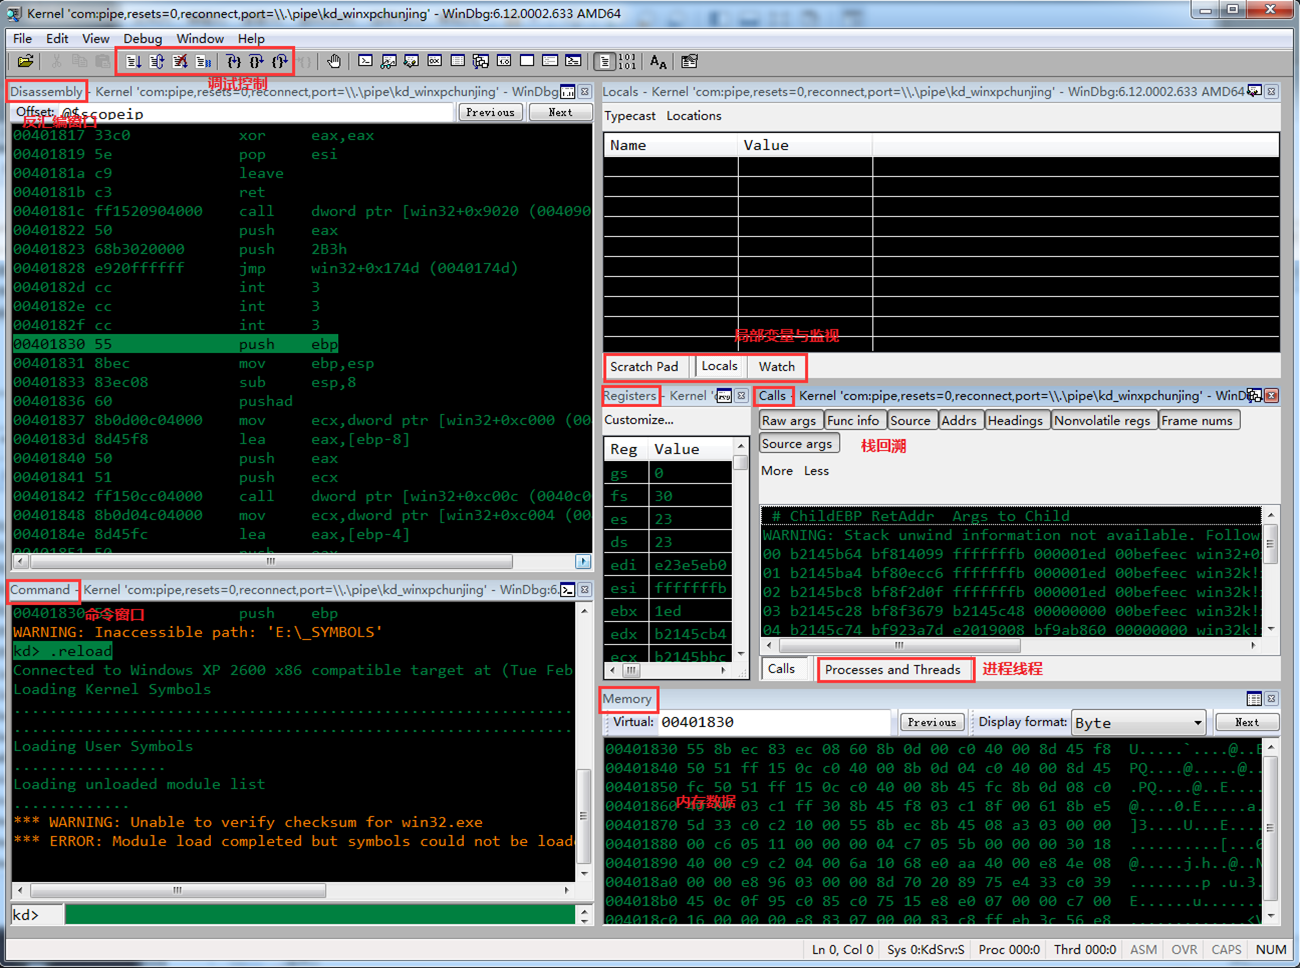 Kernel 'com:pipe,resets=0,reconnect,port=\\.\pipe\kd_winxpchunjing' - WinDbg:6.12.0002.633 AMD64
File Edit View Debug Window Help
调试控制
Disassembly - Kernel 'com:pipe,resets=0,reconnect,port=\\.\pipe\kd_winxpchunjing' - WinDbg
Offset: @$scopeip Previous Next
反汇编窗口
00401817 33c0 xor eax,eax
00401819 5e pop esi
0040181a c9 leave
0040181b c3 ret
0040181c ff1520904000 call dword ptr [win32+0x9020 (004090
00401822 50 push eax
00401823 68b3020000 push 2B3h
00401828 e920ffffff jmp win32+0x174d (0040174d)
0040182d cc int 3
0040182e cc int 3
0040182f cc int 3
00401830 55 push ebp
00401831 8bec mov ebp,esp
00401833 83ec08 sub esp,8
00401836 60 pushad
00401837 8b0d00c04000 mov ecx,dword ptr [win32+0xc000 (00
0040183d 8d45f8 lea eax,[ebp-8]
00401840 50 push eax
00401841 51 push ecx
00401842 ff150cc04000 call dword ptr [win32+0xc00c (0040c0
00401848 8b0d04c04000 mov ecx,dword ptr [win32+0xc004 (00
0040184e 8d45fc lea eax,[ebp-4]
00401851 50 push eax
Command - Kernel 'com:pipe,resets=0,reconnect,port=\\.\pipe\kd_winxpchunjing' - WinDbg:6.
命令窗口
00401830 push ebp
WARNING: Inaccessible path: 'E:\_SYMBOLS'
kd> .reload
Connected to Windows XP 2600 x86 compatible target at (Tue Feb
Loading Kernel Symbols
...............................................................
...............................................................
Loading User Symbols
.................
Loading unloaded module list
.............
*** WARNING: Unable to verify checksum for win32.exe
*** ERROR: Module load completed but symbols could not be load
kd>
Locals - Kernel 'com:pipe,resets=0,reconnect,port=\\.\pipe\kd_winxpchunjing' - WinDbg:6.12.0002.633 AMD64
Typecast Locations
Name Value
局部变量与监视
Scratch Pad Locals Watch
Registers - Kernel '
Customize...
Reg Value
gs 0
fs 30
es 23
ds 23
edi e23e5eb0
esi fffffffb
ebx 1ed
edx b2145cb4
ecx b2145bbc
Calls - Kernel 'com:pipe,resets=0,reconnect,port=\\.\pipe\kd_winxpchunjing' - WinDb
Raw args Func info Source Addrs Headings Nonvolatile regs Frame nums
Source args 栈回溯
More Less
# ChildEBP RetAddr Args to Child
WARNING: Stack unwind information not available. Follow
00 b2145b64 bf814099 fffffffb 000001ed 00befeec win32+0
01 b2145ba4 bf80ecc6 fffffffb 000001ed 00befeec win32k!
02 b2145bc8 bf8f2d0f fffffffb 000001ed 00befeec win32k!
03 b2145c28 bf8f3679 b2145c48 00000000 00befeec win32k!
04 b2145c74 bf923a7d e2019008 bf9ab860 00000000 win32k!
Calls Processes and Threads 进程线程
Memory
Virtual: 00401830 Previous Display format: Byte Next
内存数据
00401830 55 8b ec 83 ec 08 60 8b 0d 00 c0 40 00 8d 45 f8 U.....`....@..E
00401840 50 51 ff 15 0c c0 40 00 8b 0d 04 c0 40 00 8d 45 PQ....@.....@..
fc 50 51 ff 15 0c c0 40 00 8b 45 fc 8b 0d 08 c0 .PQ....@..E....
00401860 03 c1 ff 30 8b 45 f8 03 c1 8f 00 61 8b e5 @....0.E.....a.
00401870 5d 33 c0 c2 10 00 55 8b ec 8b 45 08 a3 03 00 00 ]3....U...E....
00401880 00 c6 05 11 00 00 00 04 c7 05 5b 00 00 00 30 18 ..........[...0
00401890 40 00 c9 c2 04 00 6a 10 68 e0 aa 40 00 e8 4e 08 @.....j.h..@..N
004018a0 00 00 e8 96 03 00 00 8d 70 20 89 75 e4 33 c0 39 ........p .u.3.
004018b0 45 0c 0f 95 c0 85 c0 75 15 e8 e0 07 00 00 c7 00 E......u.......
004018c0 16 00 00 00 e8 83 07 00 00 83 c8 ff eb 3c 56 e8 .............<V
Ln 0, Col 0 Sys 0:KdSrv:S Proc 000:0 Thrd 000:0 ASM OVR CAPS NUM